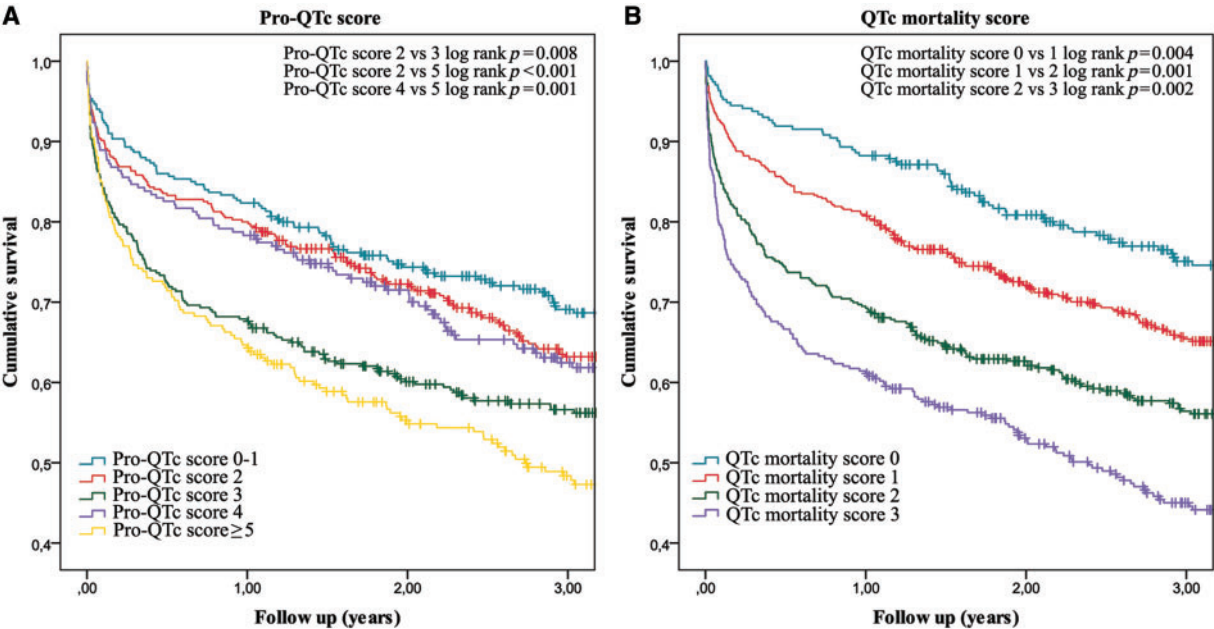 A
Pro-QTc score
Pro-QTc score 2 vs 3 log rank p=0.008
Pro-QTc score 2 vs 5 log rank p<0.001
Pro-QTc score 4 vs 5 log rank p=0.001
1,0
0,9
0,8
0,7
0,6
0,5
0,4
Cumulative survival
Pro-QTc score 0-1
Pro-QTc score 2
Pro-QTc score 3
Pro-QTc score 4
Pro-QTc score≥5
,00
1,00
2,00
3,00
Follow up (years)
B
QTc mortality score
QTc mortality score 0 vs 1 log rank p=0.004
QTc mortality score 1 vs 2 log rank p=0.001
QTc mortality score 2 vs 3 log rank p=0.002
1,0
0,9
0,8
0,7
0,6
0,5
0,4
Cumulative survival
QTc mortality score 0
QTc mortality score 1
QTc mortality score 2
QTc mortality score 3
,00
1,00
2,00
3,00
Follow up (years)